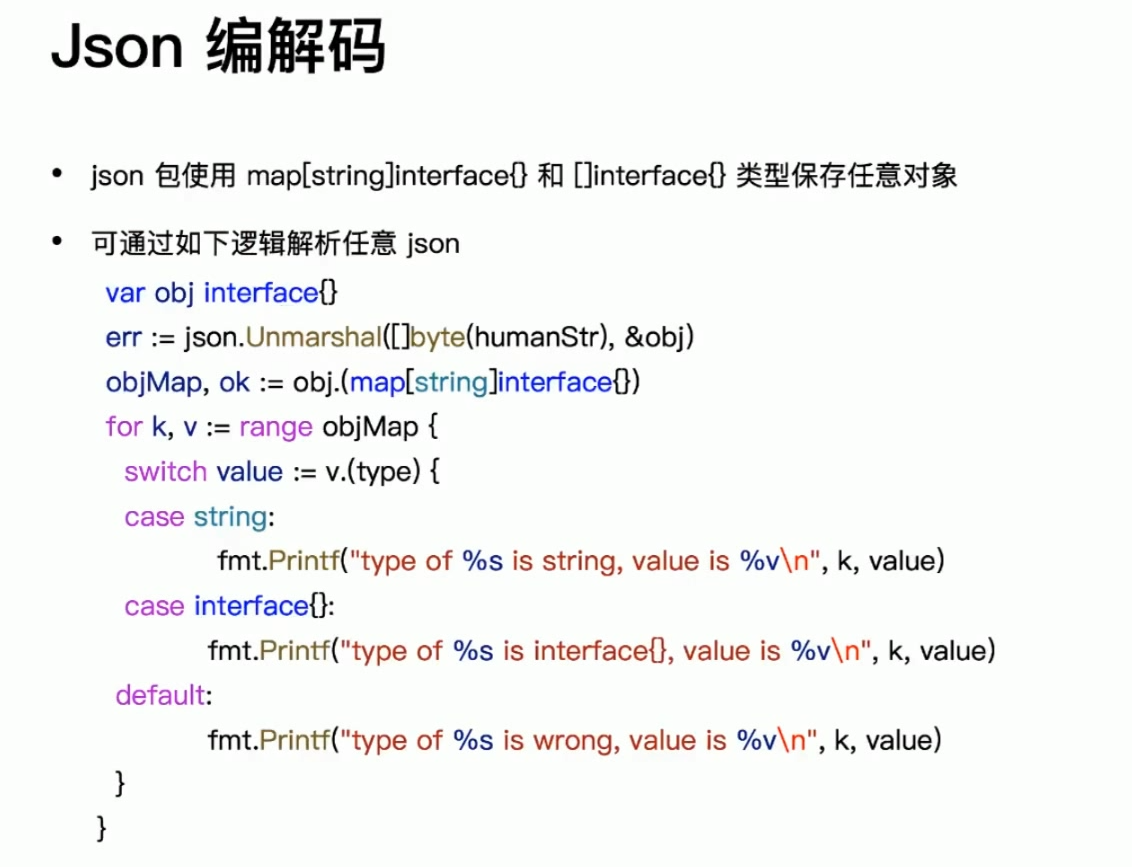 Json 编解码
• json 包使用 map[string]interface{} 和 []interface{} 类型保存任意对象
• 可通过如下逻辑解析任意 json
var obj interface{}
err := json.Unmarshal([]byte(humanStr), &obj)
objMap, ok := obj.(map[string]interface{})
for k, v := range objMap {
switch value := v.(type) {
case string:
fmt.Printf("type of %s is string, value is %v\n", k, value)
case interface{}:
fmt.Printf("type of %s is interface{}, value is %v\n", k, value)
default:
fmt.Printf("type of %s is wrong, value is %v\n", k, value)
}
}